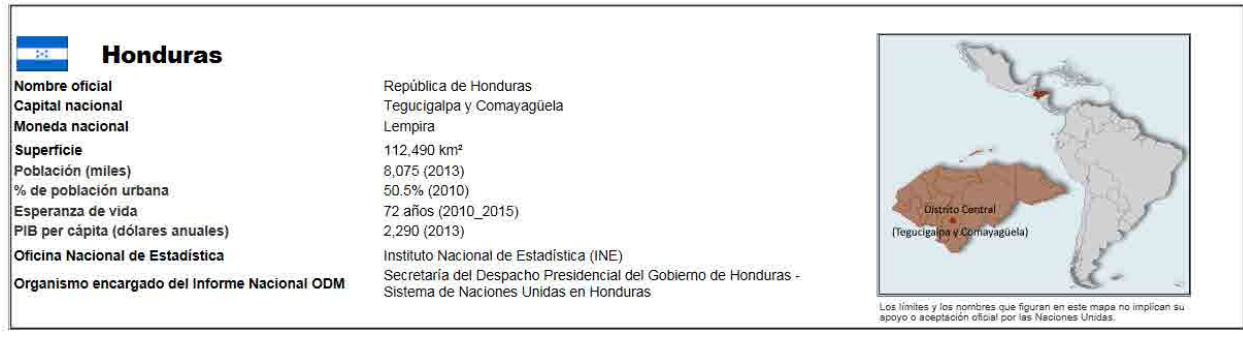 Honduras
Nombre oficial República de Honduras
Capital nacional Tegucigalpa y Comayagüela
Moneda nacional Lempira
Superficie 112,490 km²
Población (miles) 8,075 (2013)
% de población urbana 50.5% (2010)
Esperanza de vida 72 años (2010_2015)
PIB per cápita (dólares anuales) 2,290 (2013)
Oficina Nacional de Estadística Instituto Nacional de Estadística (INE)
Organismo encargado del Informe Nacional ODM Secretaría del Despacho Presidencial del Gobierno de Honduras -
Sistema de Naciones Unidas en Honduras
Distrito Central
(Tegucigalpa y Comayagüela)
Los límites y los nombres que figuran en este mapa no implican su
apoyo o aceptación oficial por las Naciones Unidas.